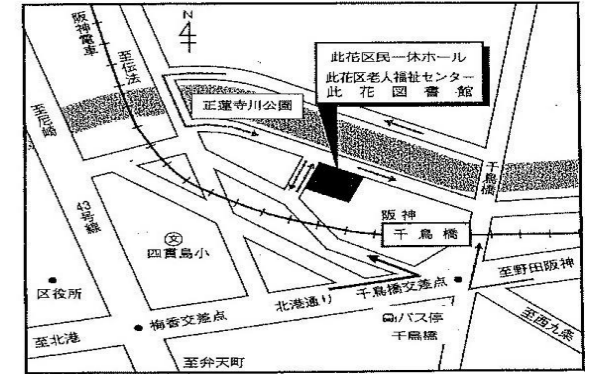 阪神電車
至伝法
N
此花区民一休ホール
此花区老人福祉センター
此花図書館
正蓮寺川公園
至尼崎
千鳥橋
43号線
阪神
千鳥橋
文
四貫島小
区役所
至野田阪神
北港通り
千鳥橋交差点
梅香交差点
バス停
千鳥橋
至西九条
至北港
至弁天町